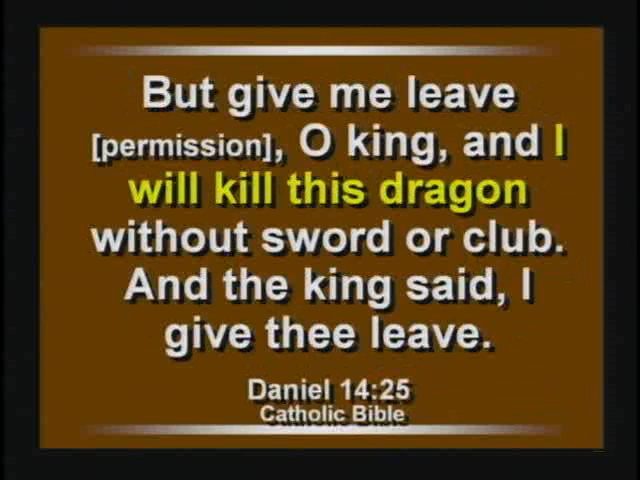 But give me leave
[permission], O king, and I
will kill this dragon
without sword or club.
And the king said, I
give thee leave.
Daniel 14:25
Catholic Bible